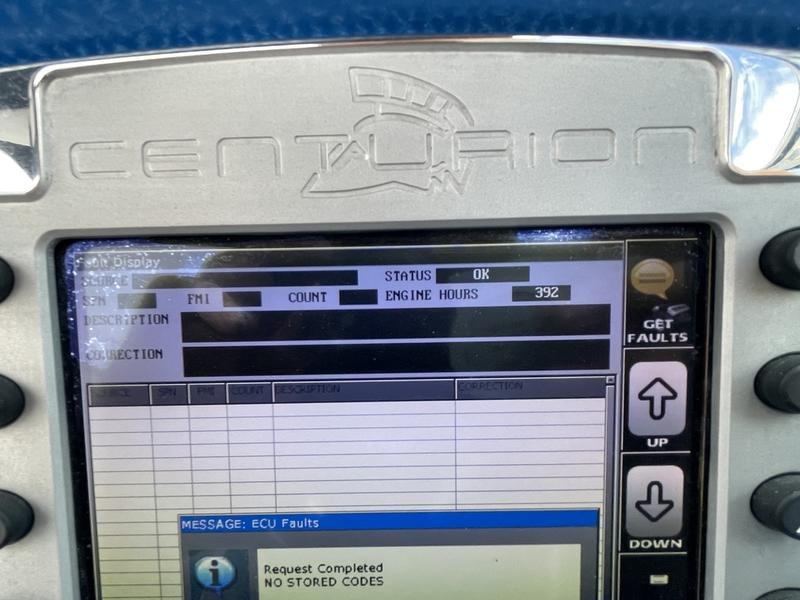 CENTURION
Fault Display
SOURCE STATUS OK
SPN FMI COUNT ENGINE HOURS 392
DESCRIPTION
CORRECTION
GET
FAULTS
SOURCE SPN FMI COUNT DESCRIPTION CORRECTION
UP
DOWN
MESSAGE: ECU Faults
Request Completed
NO STORED CODES